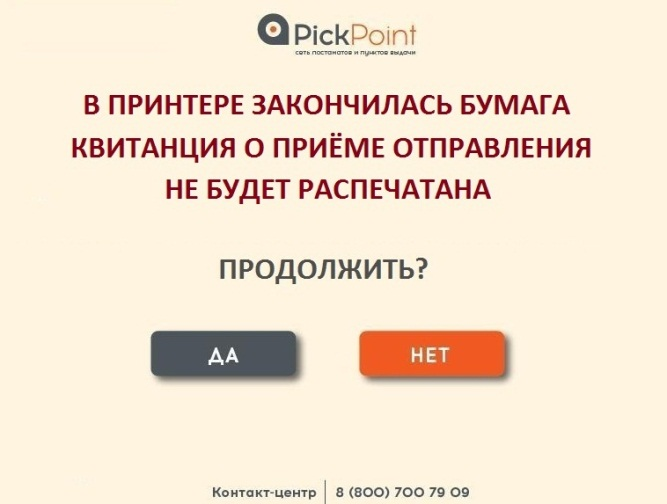 PickPoint
сеть постаматов и пунктов выдачи
В ПРИНТЕРЕ ЗАКОНЧИЛАСЬ БУМАГА
КВИТАНЦИЯ О ПРИЁМЕ ОТПРАВЛЕНИЯ
НЕ БУДЕТ РАСПЕЧАТАНА
ПРОДОЛЖИТЬ?
ДА НЕТ
Контакт-центр 8 (800) 700 79 09